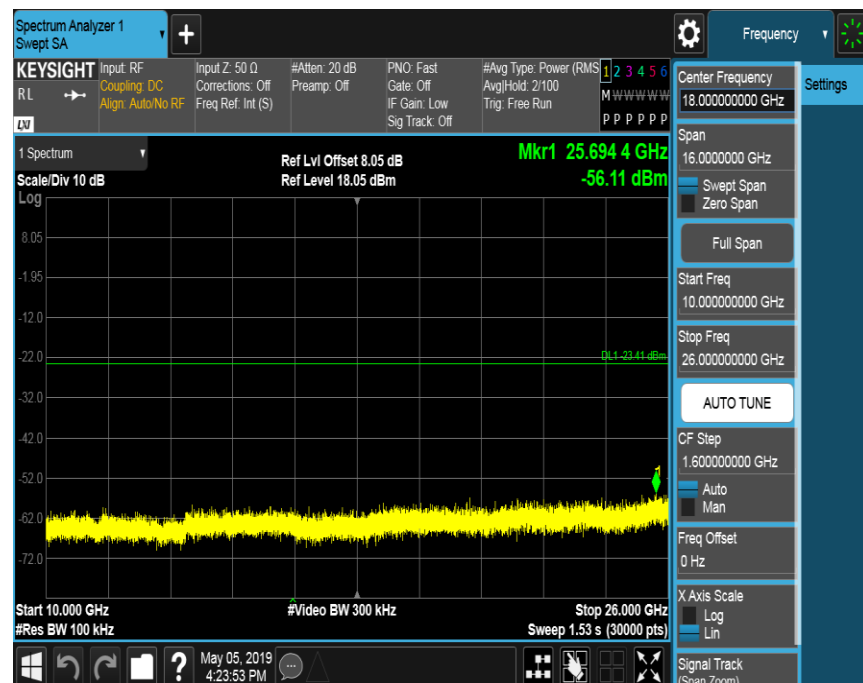 Spectrum Analyzer 1
Swept SA
+
Frequency
KEYSIGHT
RL
LXI
Input: RF
Coupling: DC
Align: Auto/No RF
Input Z: 50 Ω
Corrections: Off
Freq Ref: Int (S)
#Atten: 20 dB
Preamp: Off
PNO: Fast
Gate: Off
IF Gain: Low
Sig Track: Off
#Avg Type: Power (RMS
Avg|Hold: 2/100
Trig: Free Run
1 2 3 4 5 6
M W W W W W
P P P P P P
Center Frequency
18.000000000 GHz
Settings
Span
16.0000000 GHz
Swept Span
Zero Span
Full Span
Start Freq
10.000000000 GHz
Stop Freq
26.000000000 GHz
AUTO TUNE
CF Step
1.600000000 GHz
Auto
Man
Freq Offset
0 Hz
X Axis Scale
Log
Lin
Signal Track
(Span Zoom)
1 Spectrum
Scale/Div 10 dB
Log
Ref Lvl Offset 8.05 dB
Ref Level 18.05 dBm
Mkr1 25.694 4 GHz
-56.11 dBm
8.05
-1.95
-12.0
-22.0
DL1 -23.41 dBm
-32.0
-42.0
-52.0
1
-62.0
-72.0
Start 10.000 GHz
#Res BW 100 kHz
#Video BW 300 kHz
Stop 26.000 GHz
Sweep 1.53 s (30000 pts)
?
May 05, 2019
4:23:53 PM